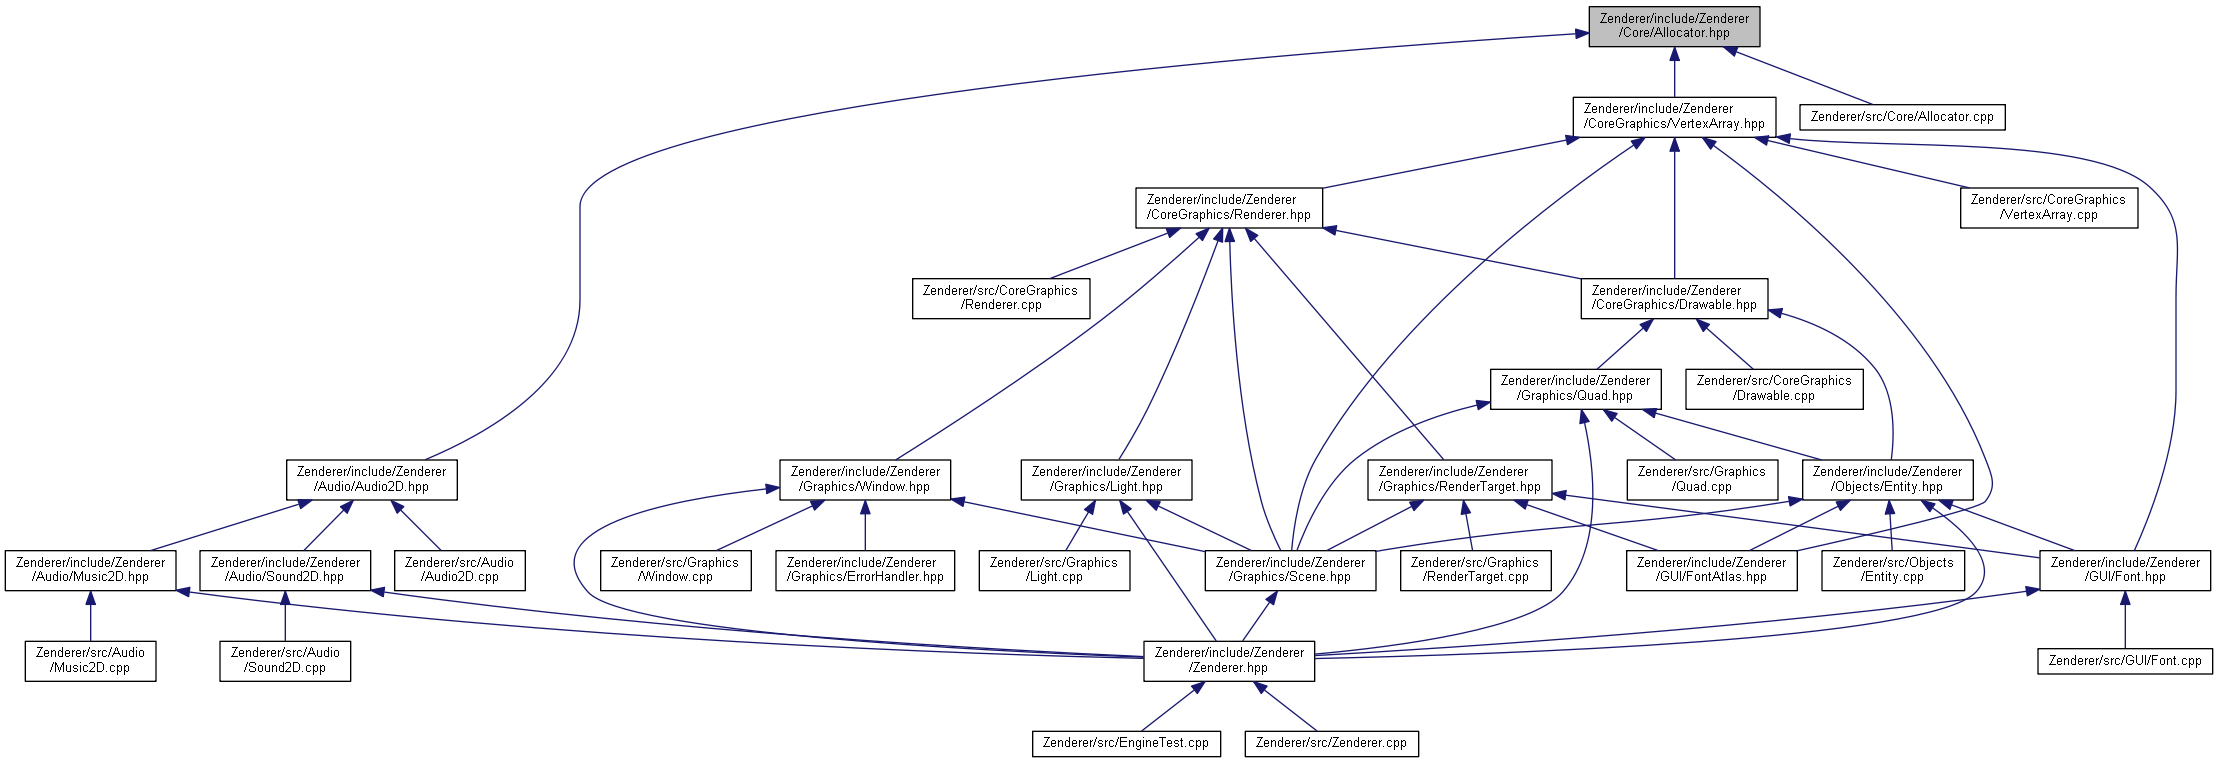 Zenderer/include/Zenderer
/Core/Allocator.hpp
Zenderer/include/Zenderer
/CoreGraphics/VertexArray.hpp
Zenderer/src/Core/Allocator.cpp
Zenderer/include/Zenderer
/CoreGraphics/Renderer.hpp
Zenderer/src/CoreGraphics
/VertexArray.cpp
Zenderer/src/CoreGraphics
/Renderer.cpp
Zenderer/include/Zenderer
/CoreGraphics/Drawable.hpp
Zenderer/include/Zenderer
/Graphics/Quad.hpp
Zenderer/src/CoreGraphics
/Drawable.cpp
Zenderer/include/Zenderer
/Audio/Audio2D.hpp
Zenderer/include/Zenderer
/Graphics/Window.hpp
Zenderer/include/Zenderer
/Graphics/Light.hpp
Zenderer/include/Zenderer
/Graphics/RenderTarget.hpp
Zenderer/src/Graphics
/Quad.cpp
Zenderer/include/Zenderer
/Objects/Entity.hpp
Zenderer/include/Zenderer
/Audio/Music2D.hpp
Zenderer/include/Zenderer
/Audio/Sound2D.hpp
Zenderer/src/Audio
/Audio2D.cpp
Zenderer/src/Graphics
/Window.cpp
Zenderer/include/Zenderer
/Graphics/ErrorHandler.hpp
Zenderer/src/Graphics
/Light.cpp
Zenderer/include/Zenderer
/Graphics/Scene.hpp
Zenderer/src/Graphics
/RenderTarget.cpp
Zenderer/include/Zenderer
/GUI/FontAtlas.hpp
Zenderer/src/Objects
/Entity.cpp
Zenderer/include/Zenderer
/GUI/Font.hpp
Zenderer/src/Audio
/Music2D.cpp
Zenderer/src/Audio
/Sound2D.cpp
Zenderer/include/Zenderer
/Zenderer.hpp
Zenderer/src/GUI/Font.cpp
Zenderer/src/EngineTest.cpp
Zenderer/src/Zenderer.cpp